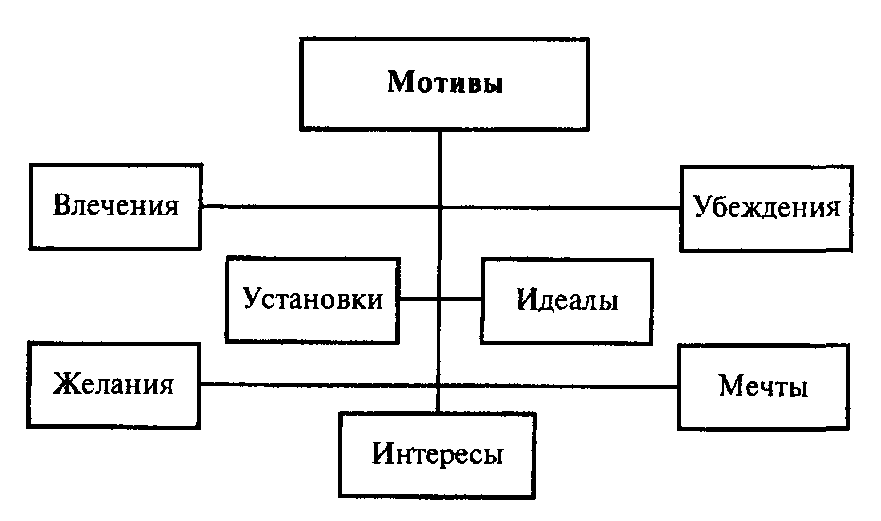 Мотивы
Влечения
Убеждения
Установки
Идеалы
Желания
Мечты
Интересы